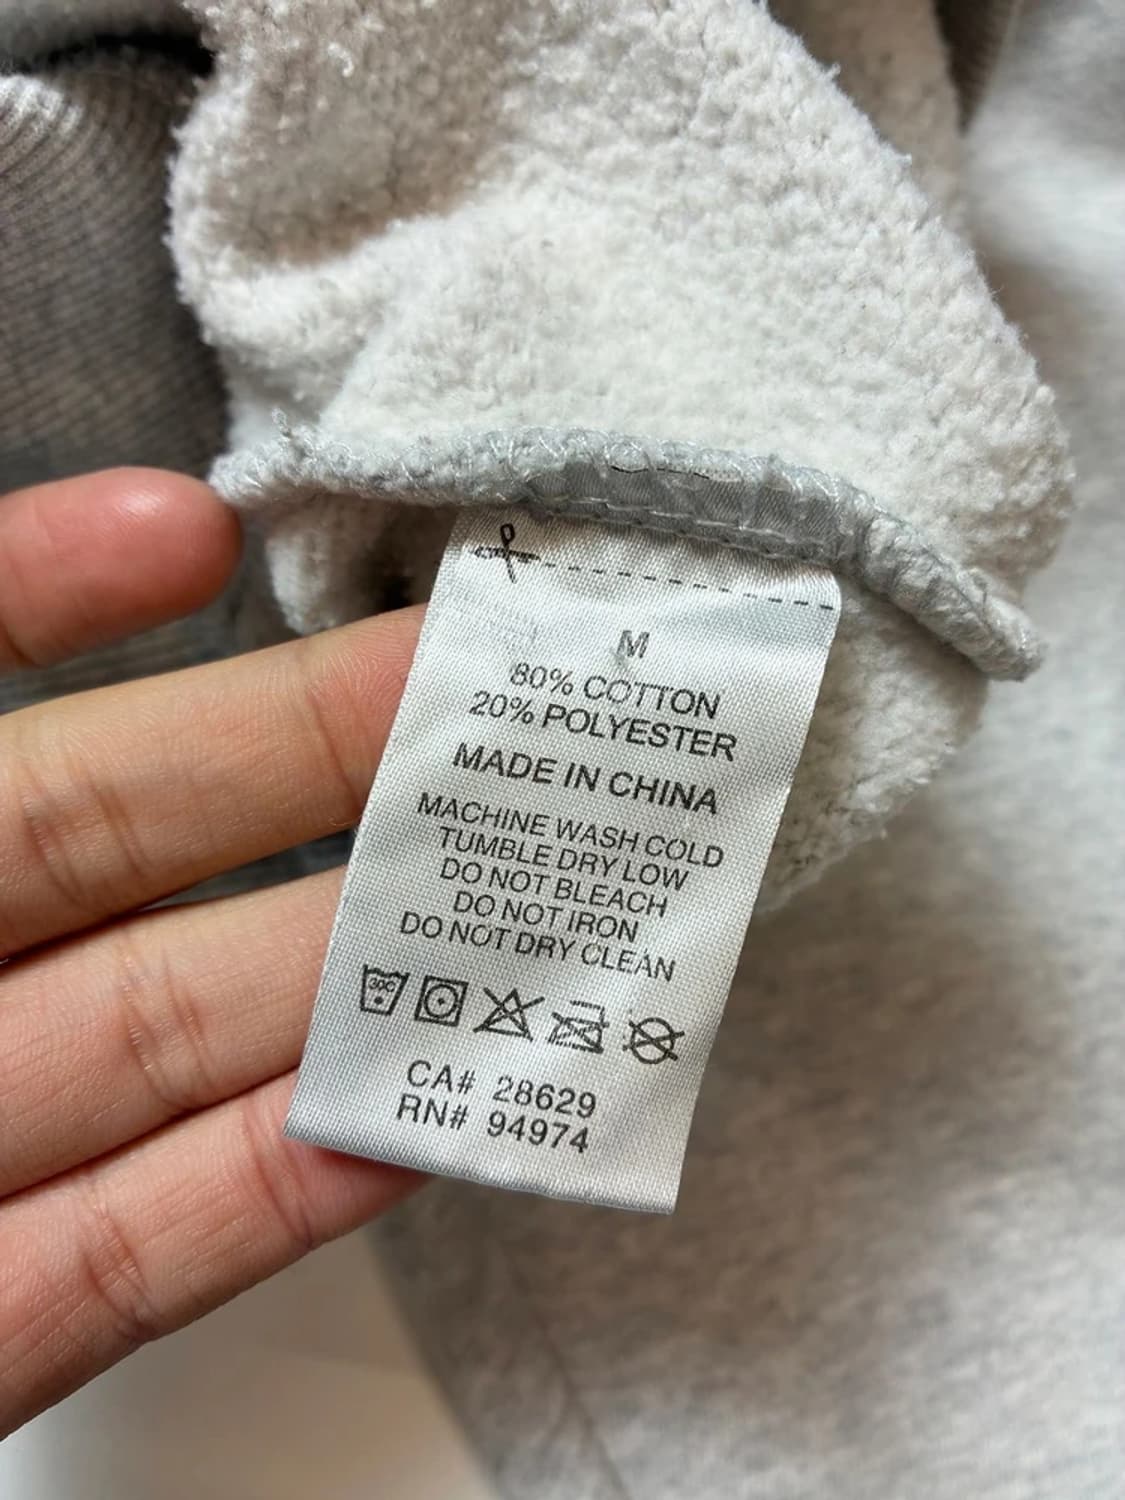 M
80% COTTON
20% POLYESTER
MADE IN CHINA
MACHINE WASH COLD
TUMBLE DRY LOW
DO NOT BLEACH
DO NOT IRON
DO NOT DRY CLEAN
30C
CA# 28629
RN# 94974